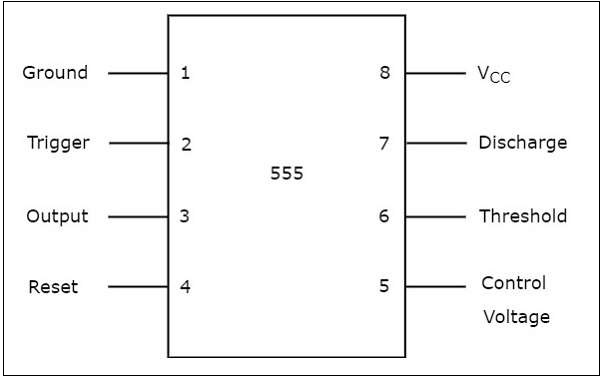 Ground 1 8 VCC
Trigger 2 7 Discharge
555
Output 3 6 Threshold
Reset 4 5 Control
Voltage